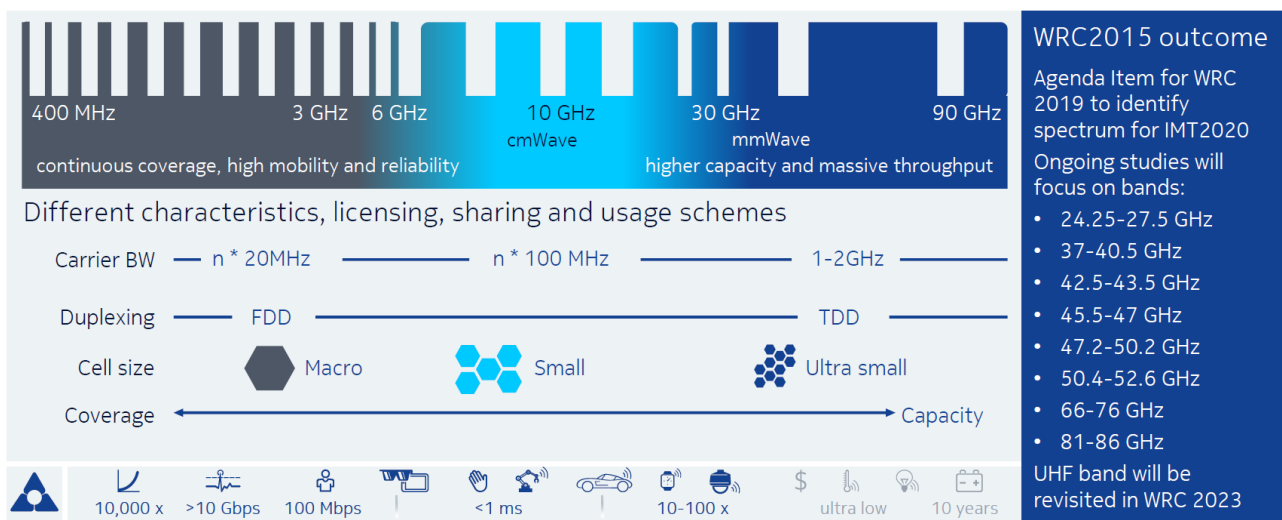 400 MHz
3 GHz
6 GHz
10 GHz
30 GHz
90 GHz
cmWave
mmWave
continuous coverage, high mobility and reliability
higher capacity and massive throughput
Different characteristics, licensing, sharing and usage schemes
Carrier BW n * 20MHz n * 100 MHz 1-2GHz
Duplexing FDD TDD
Cell size Macro Small Ultra small
Coverage Capacity
10,000 x >10 Gbps 100 Mbps <1 ms 10-100 x ultra low 10 years
WRC2015 outcome
Agenda Item for WRC
2019 to identify
spectrum for IMT2020
Ongoing studies will
focus on bands:
• 24.25-27.5 GHz
• 37-40.5 GHz
• 42.5-43.5 GHz
• 45.5-47 GHz
• 47.2-50.2 GHz
• 50.4-52.6 GHz
• 66-76 GHz
• 81-86 GHz
UHF band will be
revisited in WRC 2023